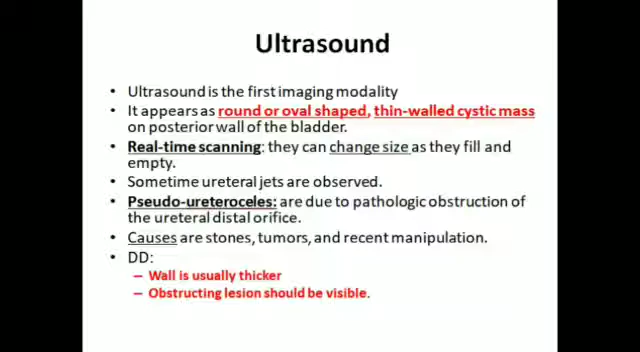 Ultrasound
• Ultrasound is the first imaging modality
• It appears as round or oval shaped, thin-walled cystic mass
on posterior wall of the bladder.
• Real-time scanning: they can change size as they fill and
empty.
• Sometime ureteral jets are observed.
• Pseudo-ureteroceles: are due to pathologic obstruction of
the ureteral distal orifice.
• Causes are stones, tumors, and recent manipulation.
• DD:
– Wall is usually thicker
– Obstructing lesion should be visible.